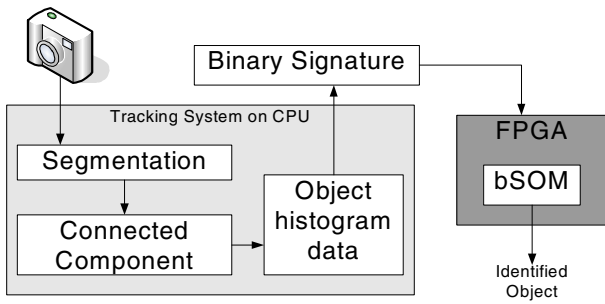 Binary Signature
Tracking System on CPU
Segmentation
Connected
Component
Object
histogram
data
FPGA
bSOM
Identified
Object